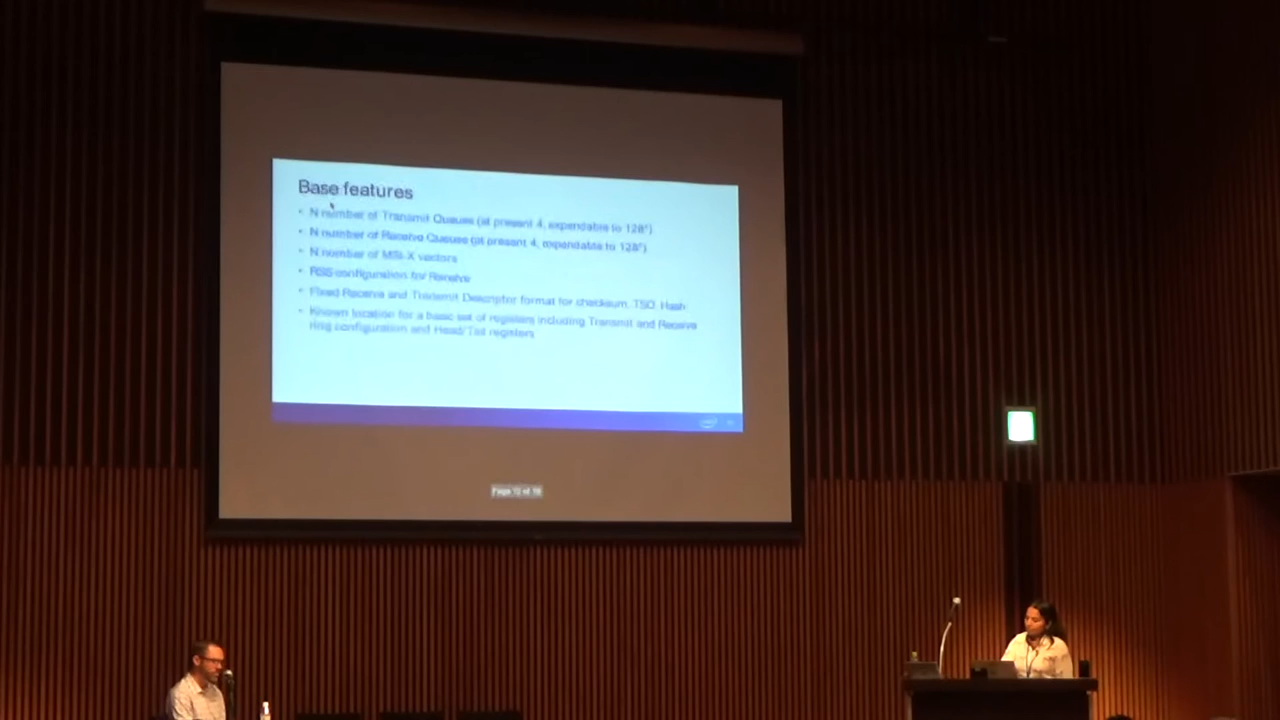 Base features
• N number of Transmit Queues (at present 4, expandable to 128*)
• N number of Receive Queues (at present 4, expandable to 128*)
• N number of MSI-X vectors
• RSS configuration for Receive
• Fixed Receive and Transmit Descriptor format for checksum, TSO, Hash
• Known location for a basic set of registers including Transmit and Receive
ring configuration and Head/Tail registers
intel
Page of